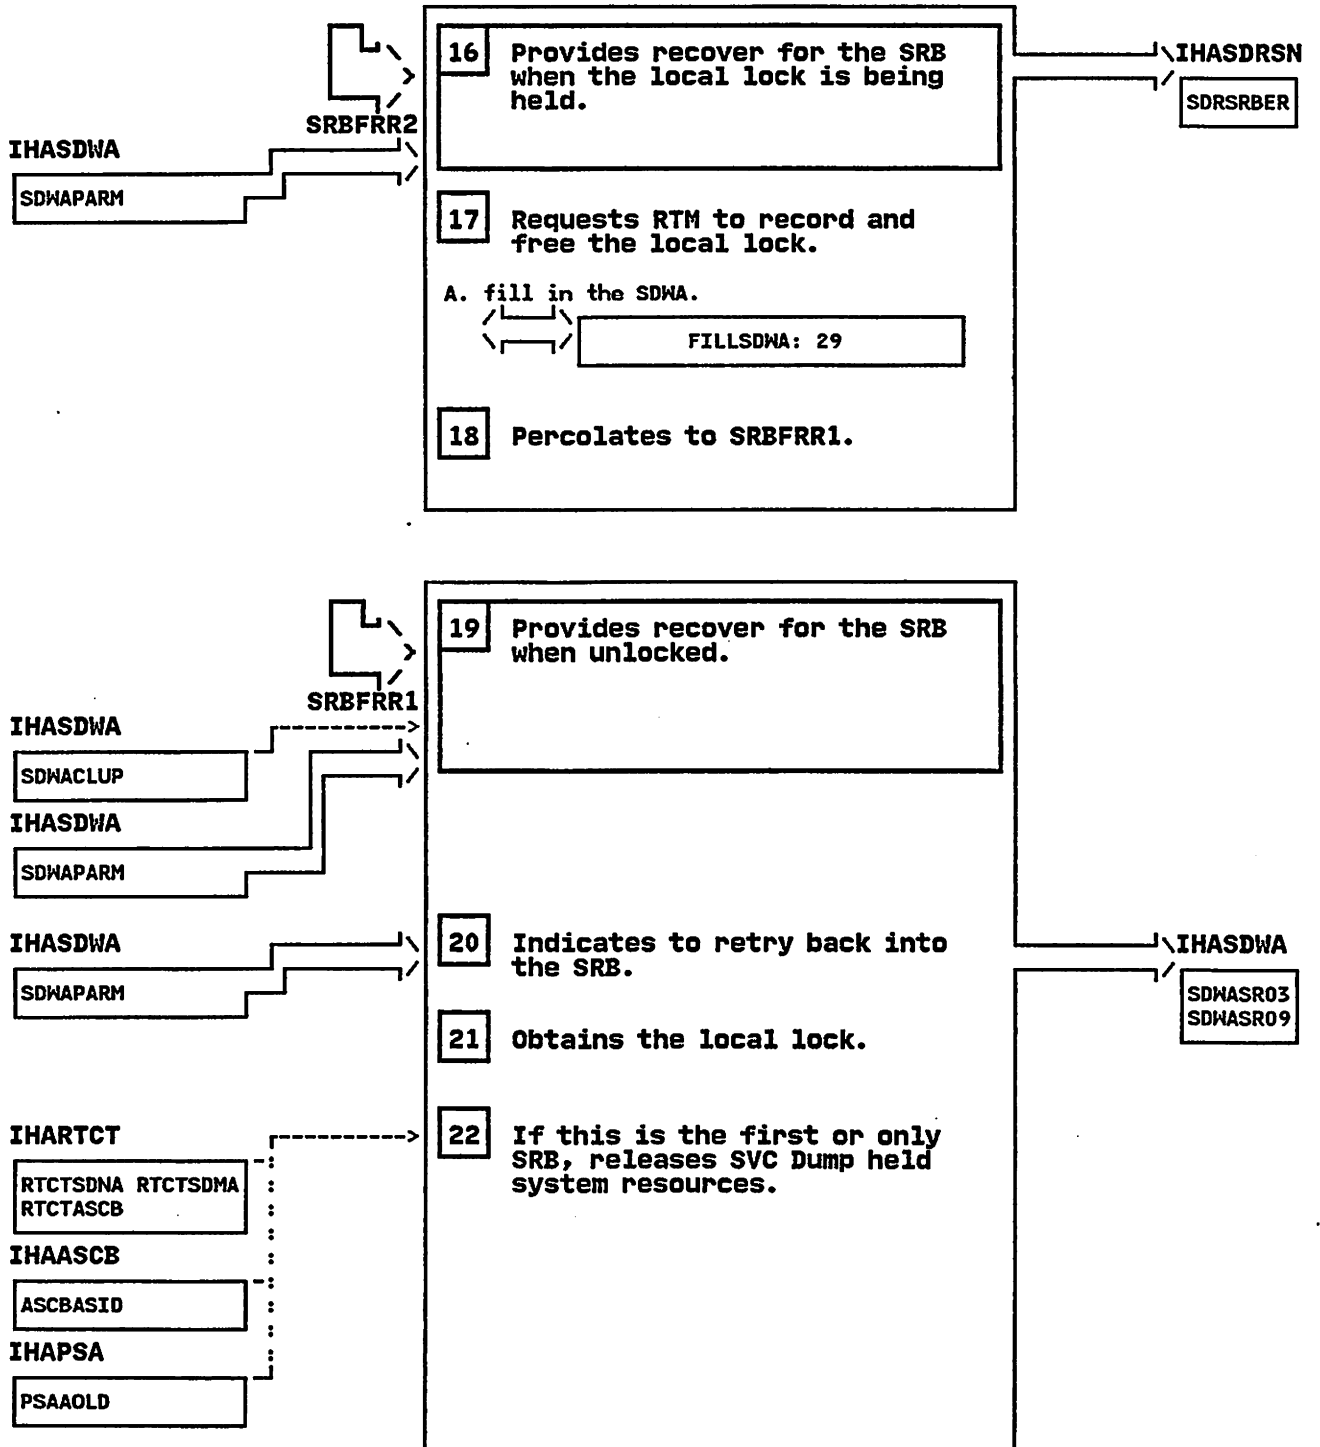 16 Provides recover for the SRB
when the local lock is being
held.
IHASDRSN
SDRSRBER
SRBFRR2
IHASDWA
SDWAPARM
17 Requests RTM to record and
free the local lock.
A. fill in the SDWA.
FILLSDWA: 29
18 Percolates to SRBFRR1.
19 Provides recover for the SRB
when unlocked.
SRBFRR1
IHASDWA
SDWACLUP
IHASDWA
SDWAPARM
IHASDWA
SDWAPARM
20 Indicates to retry back into
the SRB.
IHASDWA
SDWASR03
SDWASR09
21 Obtains the local lock.
22 If this is the first or only
SRB, releases SVC Dump held
system resources.
IHARTCT
RTCTSDNA RTCTSDMA
RTCTASCB
IHAASCB
ASCBASID
IHAPSA
PSAAOLD